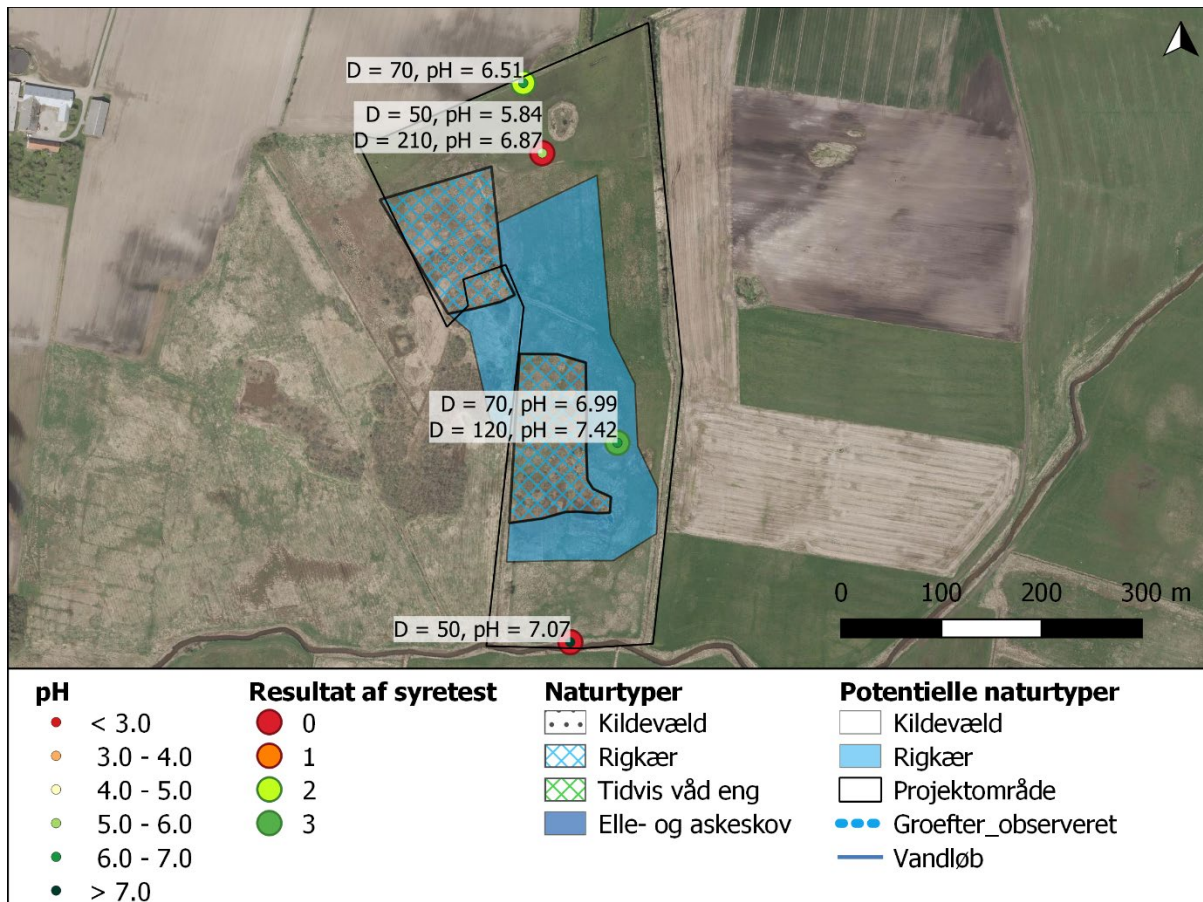 D = 70, pH = 6.51
D = 50, pH = 5.84
D = 210, pH = 6.87
D = 70, pH = 6.99
D = 120, pH = 7.42
D = 50, pH = 7.07
0 100 200 300 m
pH
< 3.0
3.0 - 4.0
4.0 - 5.0
5.0 - 6.0
6.0 - 7.0
> 7.0
Resultat af syretest
0
1
2
3
Naturtyper
Kildevæld
Rigkær
Tidvis våd eng
Elle- og askeskov
Potentielle naturtyper
Kildevæld
Rigkær
Projektområde
Groefter_observeret
Vandløb